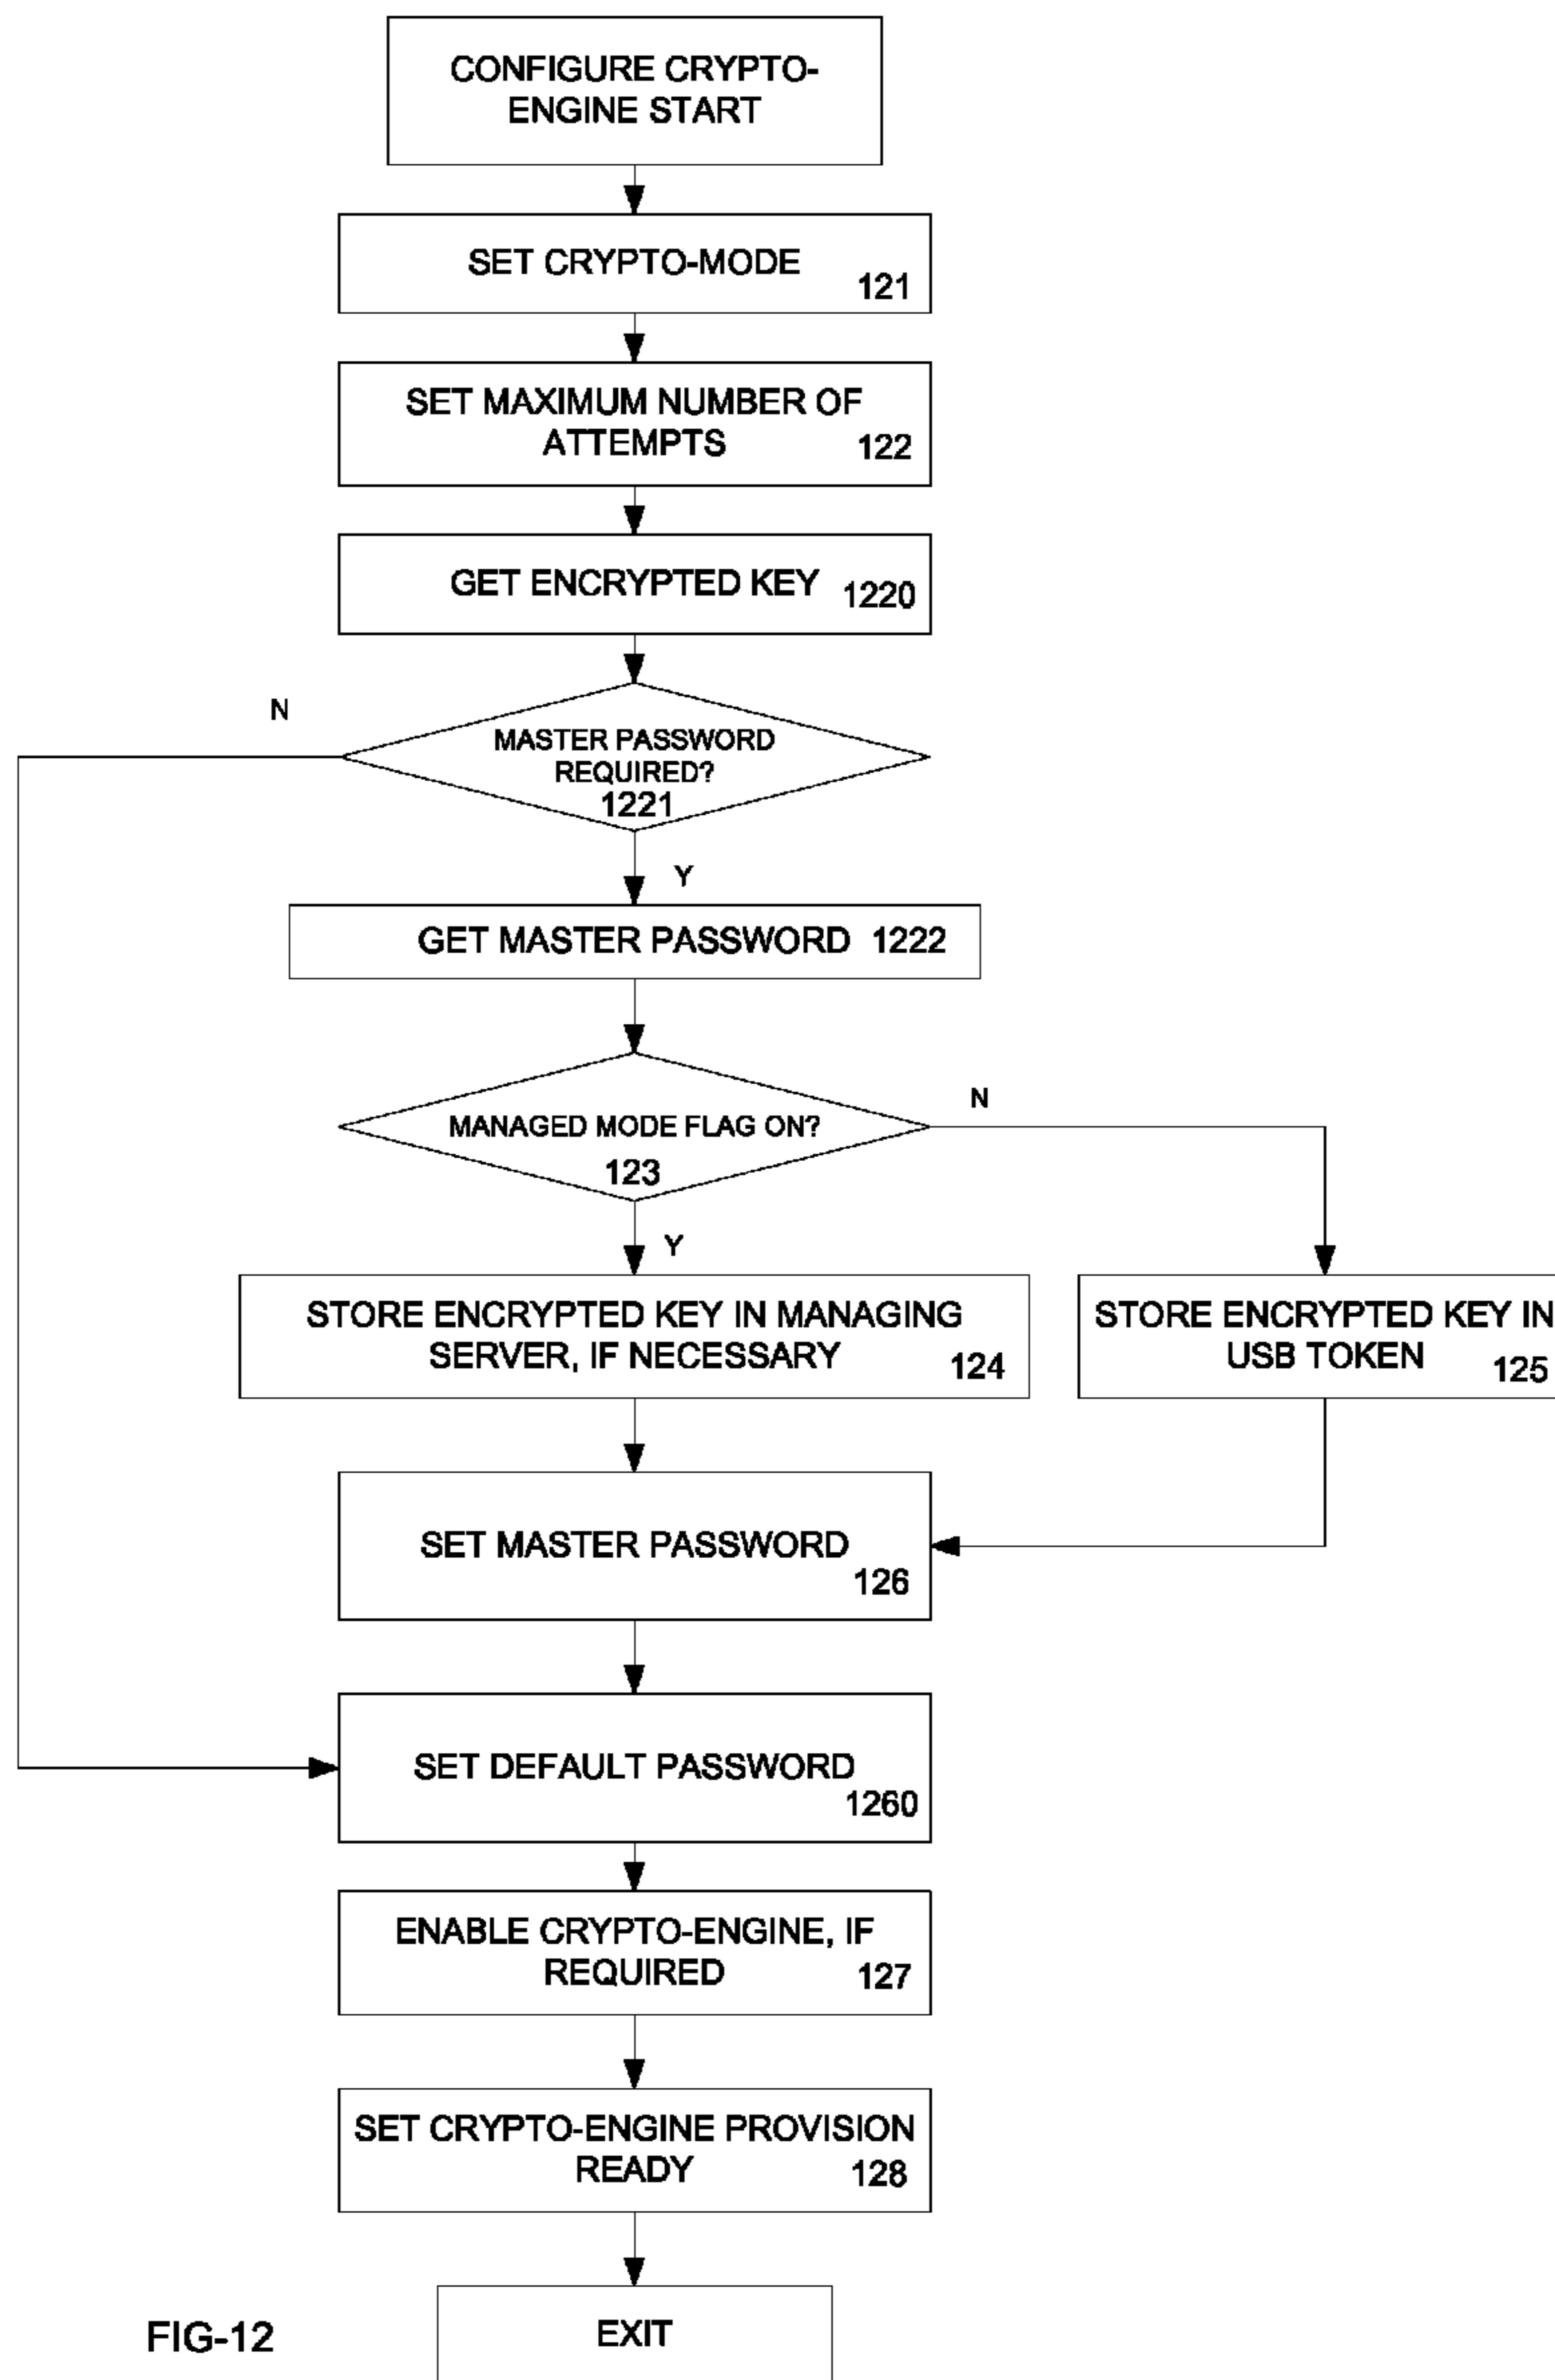 CONFIGURE CRYPTO-
ENGINE START
SET CRYPTO-MODE
121
SET MAXIMUM NUMBER OF
ATTEMPTS 122
GET ENCRYPTED KEY 1220
N
MASTER PASSWORD
REQUIRED?
1221
Y
GET MASTER PASSWORD 1222
N
MANAGED MODE FLAG ON?
123
Y
STORE ENCRYPTED KEY IN MANAGING
SERVER, IF NECESSARY 124
STORE ENCRYPTED KEY IN
USB TOKEN 125
SET MASTER PASSWORD
126
SET DEFAULT PASSWORD
1260
ENABLE CRYPTO-ENGINE, IF
REQUIRED 127
SET CRYPTO-ENGINE PROVISION
READY 128
EXIT
FIG-12